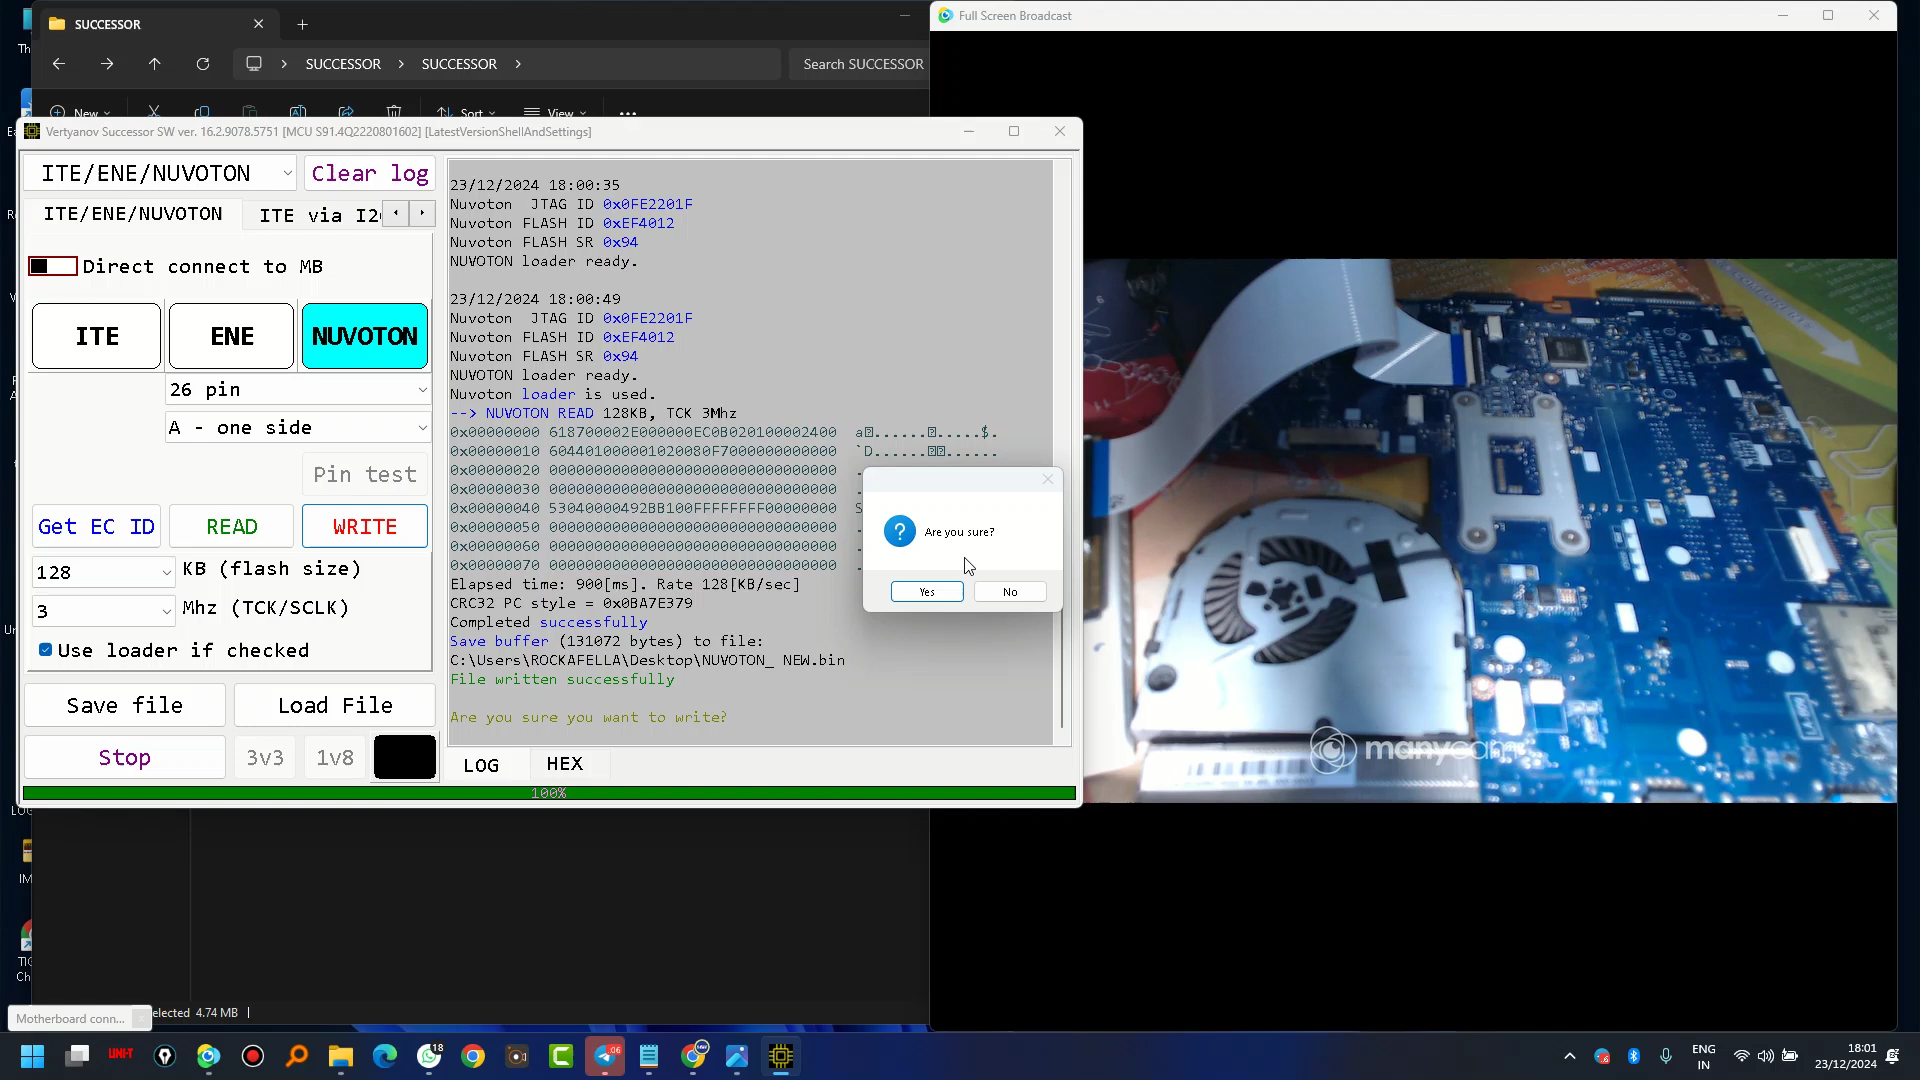 SUCCESSOR
Full Screen Broadcast
SUCCESSOR > SUCCESSOR >
Search SUCCESSOR
New
Sort
View
Vertyanov Successor SW ver. 16.2.9078.5751 [MCU S91.4Q2220801602] [LatestVersionShellAndSettings]
ITE/ENE/NUVOTON
Clear log
ITE/ENE/NUVOTON
ITE via I2
Direct connect to MB
ITE
ENE
NUVOTON
26 pin
A - one side
Pin test
Get EC ID
READ
WRITE
128
KB (flash size)
3
Mhz (TCK/SCLK)
Use loader if checked
Save file
Load File
Stop
3v3
1v8
23/12/2024 18:00:35
Nuvoton  JTAG ID 0x0FE2201F
Nuvoton FLASH ID 0xEF4012
Nuvoton FLASH SR 0x94
NUVOTON loader ready.
23/12/2024 18:00:49
Nuvoton  JTAG ID 0x0FE2201F
Nuvoton FLASH ID 0xEF4012
Nuvoton FLASH SR 0x94
NUVOTON loader ready.
Nuvoton loader is used.
--> NUVOTON READ 128KB, TCK 3Mhz
0x00000000 618700002E000000EC0B020100002400
0x00000010 604401000001020080F7000000000000
0x00000020 00000000000000000000000000000000
0x00000030 00000000000000000000000000000000
0x00000040 53040000492BB100FFFFFFFF00000000
0x00000050 00000000000000000000000000000000
0x00000060 00000000000000000000000000000000
0x00000070 00000000000000000000000000000000
Elapsed time: 900[ms]. Rate 128[KB/sec]
CRC32 PC style = 0x0BA7E379
Completed successfully
Save buffer (131072 bytes) to file:
C:\Users\ROCKAFELLA\Desktop\NUVOTON_ NEW.bin
File written successfully
Are you sure you want to write?
LOG
HEX
100%
Are you sure?
Yes
No
manycam
Motherboard conn...
elected 4.74 MB
UNI-T
18
ENG
IN
18:01
23/12/2024